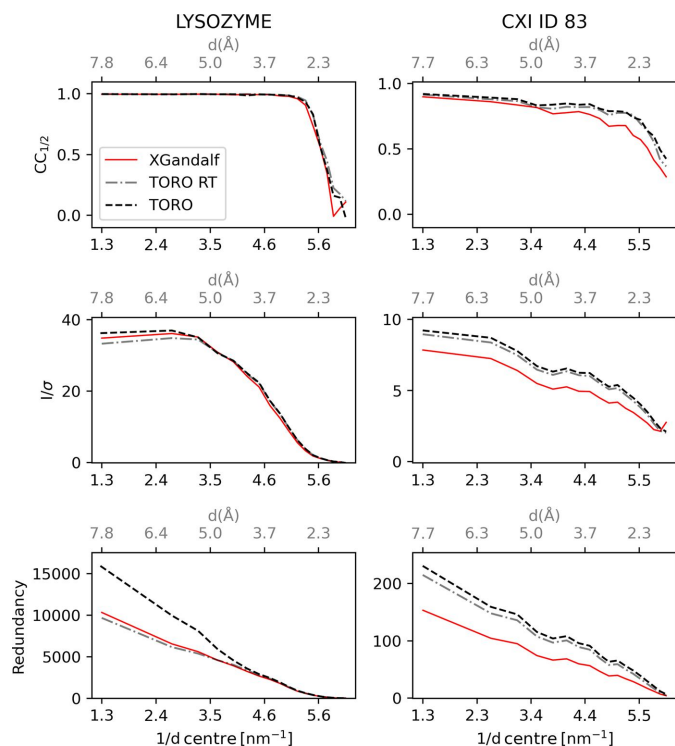 LYSOZYME
CXI ID 83
d(Å)
d(Å)
7.8 6.4 5.0 3.7 2.3
7.7 6.3 5.0 3.7 2.3
CC1/2
1.0
0.5
0.0
XGandalf
TORO RT
TORO
1.0
0.5
0.0
1.3 2.4 3.5 4.6 5.6
1.3 2.3 3.4 4.4 5.5
d(Å)
d(Å)
7.8 6.4 5.0 3.7 2.3
7.7 6.3 5.0 3.7 2.3
I/σ
40
20
0
10
5
0
1.3 2.4 3.5 4.6 5.6
1.3 2.3 3.4 4.4 5.5
d(Å)
d(Å)
7.8 6.4 5.0 3.7 2.3
7.7 6.3 5.0 3.7 2.3
Redundancy
15000
10000
5000
0
200
100
0
1.3 2.4 3.5 4.6 5.6
1.3 2.3 3.4 4.4 5.5
1/d centre [nm⁻¹]
1/d centre [nm⁻¹]